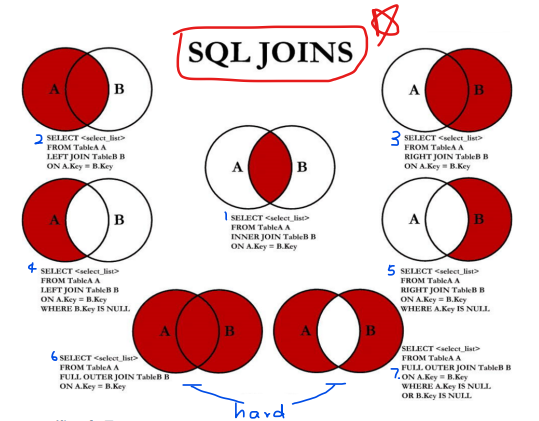 SQL JOINS
A B
2 SELECT <select_list>
FROM TableA A
LEFT JOIN TableB B
ON A.Key = B.Key
A B
3 SELECT <select_list>
FROM TableA A
RIGHT JOIN TableB B
ON A.Key = B.Key
A B
1 SELECT <select_list>
FROM TableA A
INNER JOIN TableB B
ON A.Key = B.Key
A B
4 SELECT <select_list>
FROM TableA A
LEFT JOIN TableB B
ON A.Key = B.Key
WHERE B.Key IS NULL
A B
5 SELECT <select_list>
FROM TableA A
RIGHT JOIN TableB B
ON A.Key = B.Key
WHERE A.Key IS NULL
A B
6 SELECT <select_list>
FROM TableA A
FULL OUTER JOIN TableB B
ON A.Key = B.Key
A B
SELECT <select_list>
FROM TableA A
FULL OUTER JOIN TableB B
7. ON A.Key = B.Key
WHERE A.Key IS NULL
OR B.Key IS NULL
hard